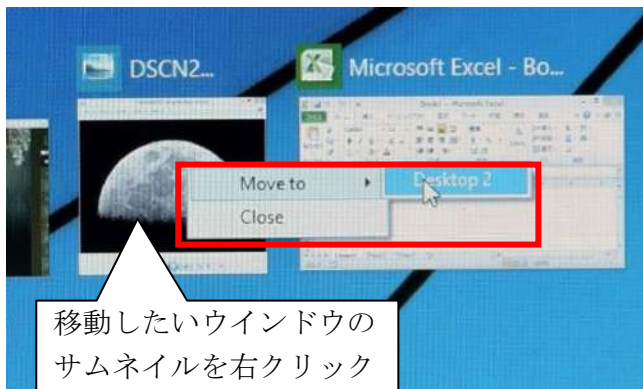 DSCN2...
Microsoft Excel - Bo...
Move to
Desktop 2
Close
移動したいウインドウの
サムネイルを右クリック